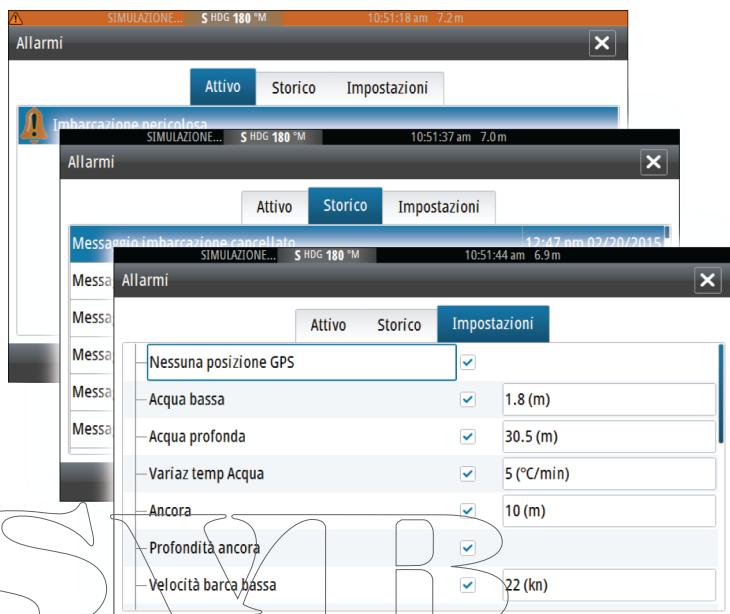 SIMULAZIONE... S HDG 180 °M 10:51:18 am 7.2 m
Allarmi
Attivo Storico Impostazioni
Imbarcazione pericolosa
SIMULAZIONE... S HDG 180 °M 10:51:37 am 7.0 m
Allarmi
Attivo Storico Impostazioni
Messaggio imbarcazione cancellato 12:47 pm 02/20/2015
Messa
Messa
Messa
Messa
Messa
SIMULAZIONE... S HDG 180 °M 10:51:44 am 6.9 m
Allarmi
Attivo Storico Impostazioni
Nessuna posizione GPS
Acqua bassa 1.8 (m)
Acqua profonda 30.5 (m)
Variaz temp Acqua 5 (°C/min)
Ancora 10 (m)
Profondità ancora
Velocità barca bassa 22 (kn)